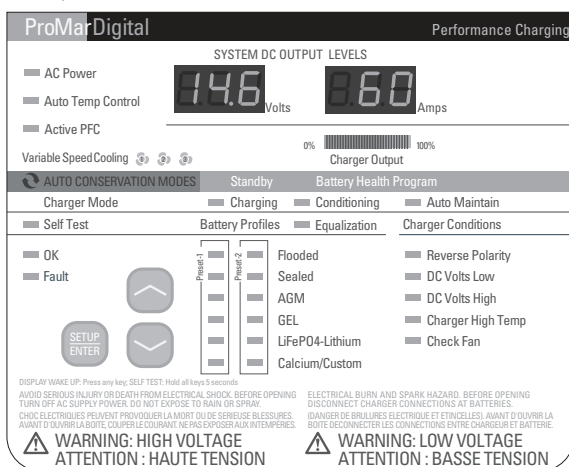 ProMarDigital Performance Charging
SYSTEM DC OUTPUT LEVELS
AC Power
Auto Temp Control
Active PFC
14.6 Volts
60 Amps
Variable Speed Cooling
0% 100%
Charger Output
AUTO CONSERVATION MODES Standby Battery Health Program
Charger Mode Charging Conditioning Auto Maintain
Self Test Battery Profiles Equalization Charger Conditions
OK
Fault
Preset-1 Preset-2
Flooded
Sealed
AGM
GEL
LiFePO4-Lithium
Calcium/Custom
Reverse Polarity
DC Volts Low
DC Volts High
Charger High Temp
Check Fan
SETUP
ENTER
DISPLAY WAKE UP: Press any key; SELF TEST: Hold all keys 5 seconds
AVOID SERIOUS INJURY OR DEATH FROM ELECTRICAL SHOCK. BEFORE OPENING
TURN OFF AC SUPPLY POWER. DO NOT EXPOSE TO RAIN OR SPRAY.
CHOC ELECTRIQUES PEUVENT PROVOQUER LA MORT OU DE SERIEUSE BLESSURES.
AVANT D'OUVRIR LA BOITE, COUPER LE COURANT. NE PAS EXPOSER AUX INTEMPÉRIES.
WARNING: HIGH VOLTAGE
ATTENTION : HAUTE TENSION
ELECTRICAL BURN AND SPARK HAZARD. BEFORE OPENING
DISCONNECT CHARGER CONNECTIONS AT BATTERIES.
(DANGER DE BRULURES ELECTRIQUE ET ETINCELLES). AVANT D'OUVRIR LA
BOITE DECONNECTER LES CONNECTIONS ENTRE CHARGEUR ET BATTERIE.
WARNING: LOW VOLTAGE
ATTENTION : BASSE TENSION